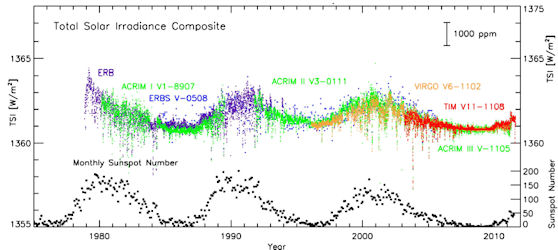 Total Solar Irradiance Composite
1000 ppm
1375
1365
1365
1360
1360
1355
TSI [W/m²]
TSI [W/m²]
ERB
ACRIM I V1-8907
ERBS V-0508
ACRIM II V3-0111
VIRGO V6-1102
TIM V11-1108
ACRIM III V-1105
Monthly Sunspot Number
200
150
100
50
0
Sunspot Number
1980
1990
2000
2010
Year